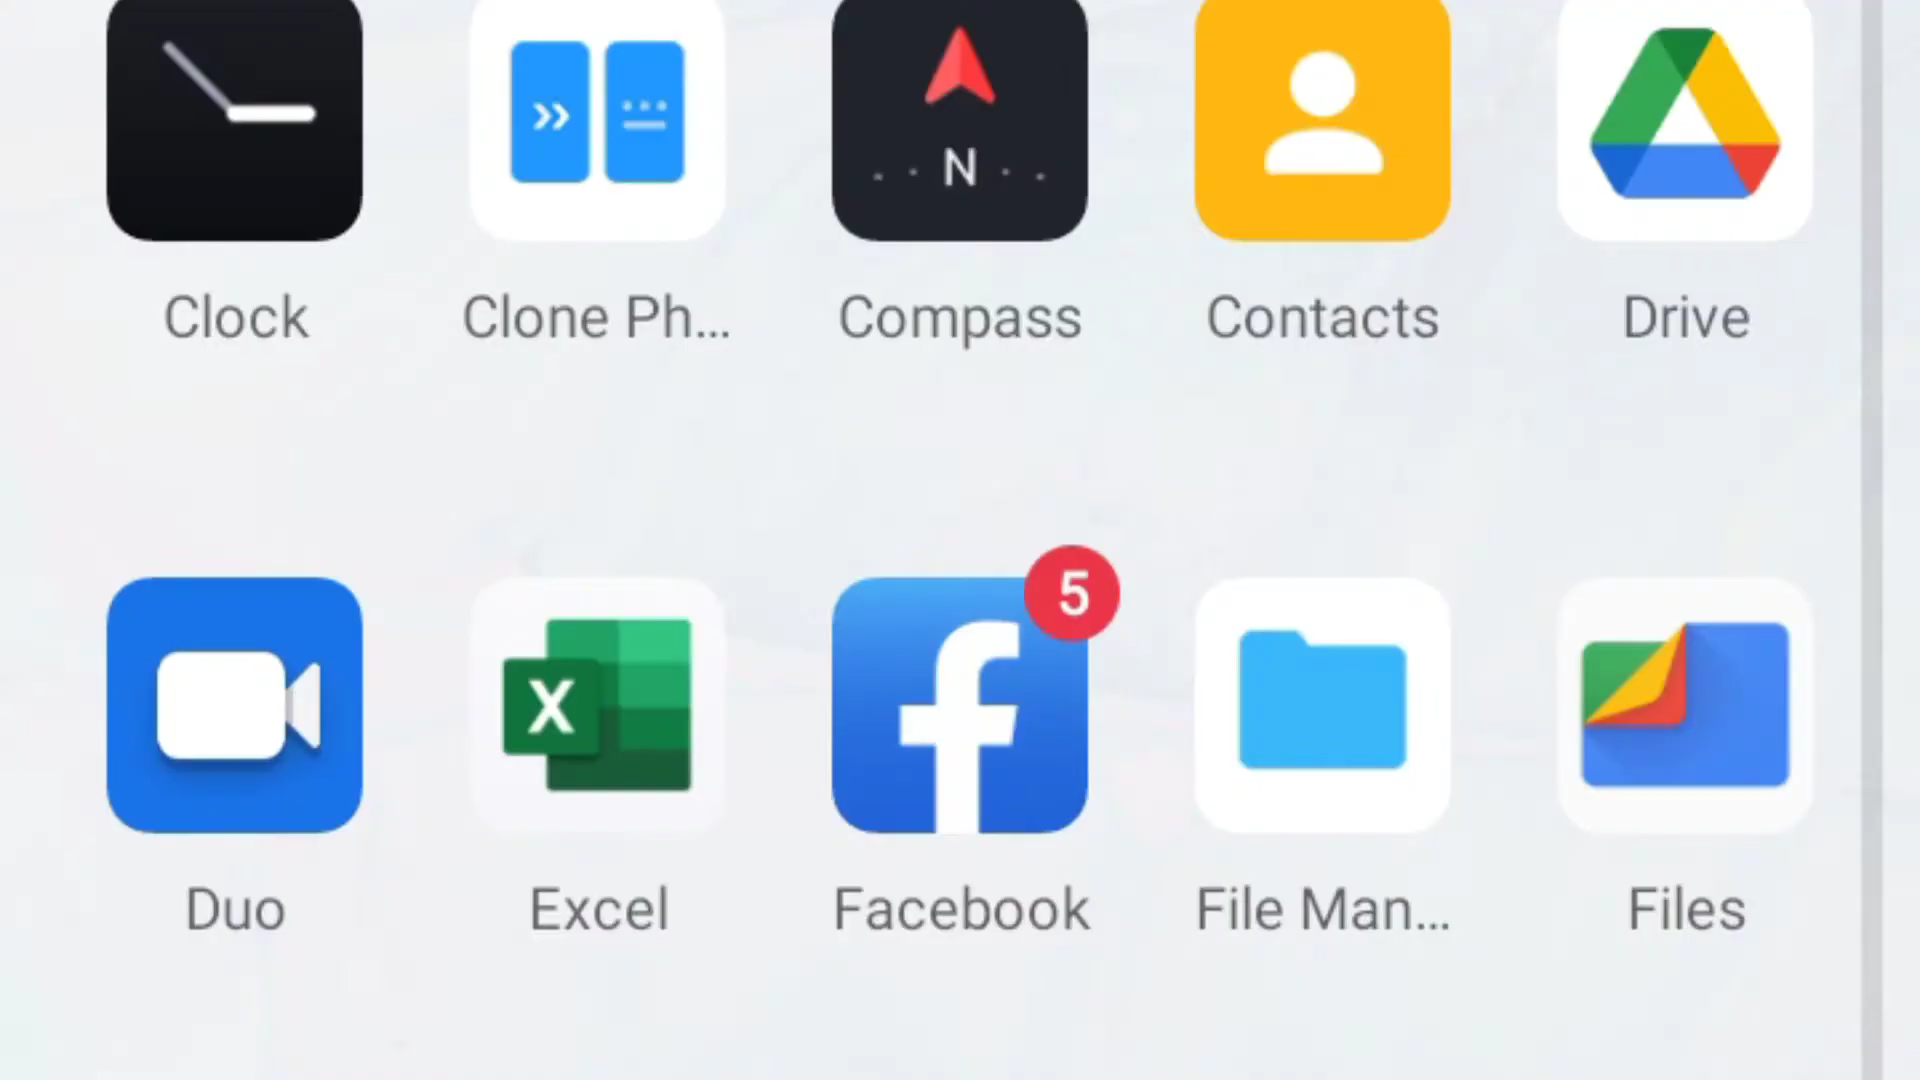 N
Clock Clone Ph... Compass Contacts Drive
5
X
Duo Excel Facebook File Man... Files